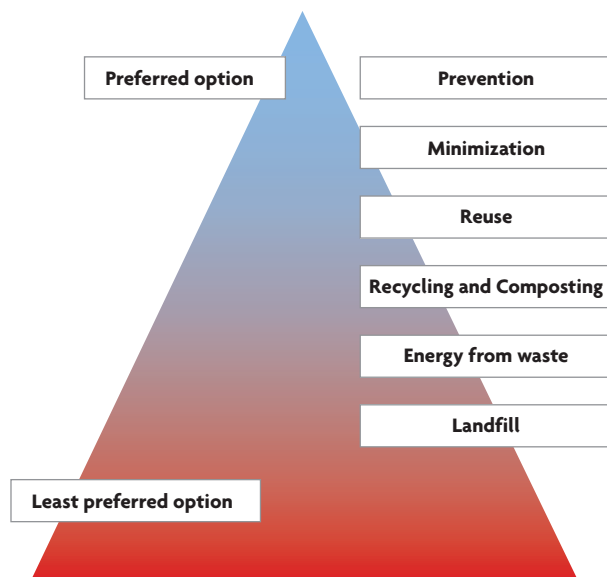 Preferred option
Prevention
Minimization
Reuse
Recycling and Composting
Energy from waste
Landfill
Least preferred option